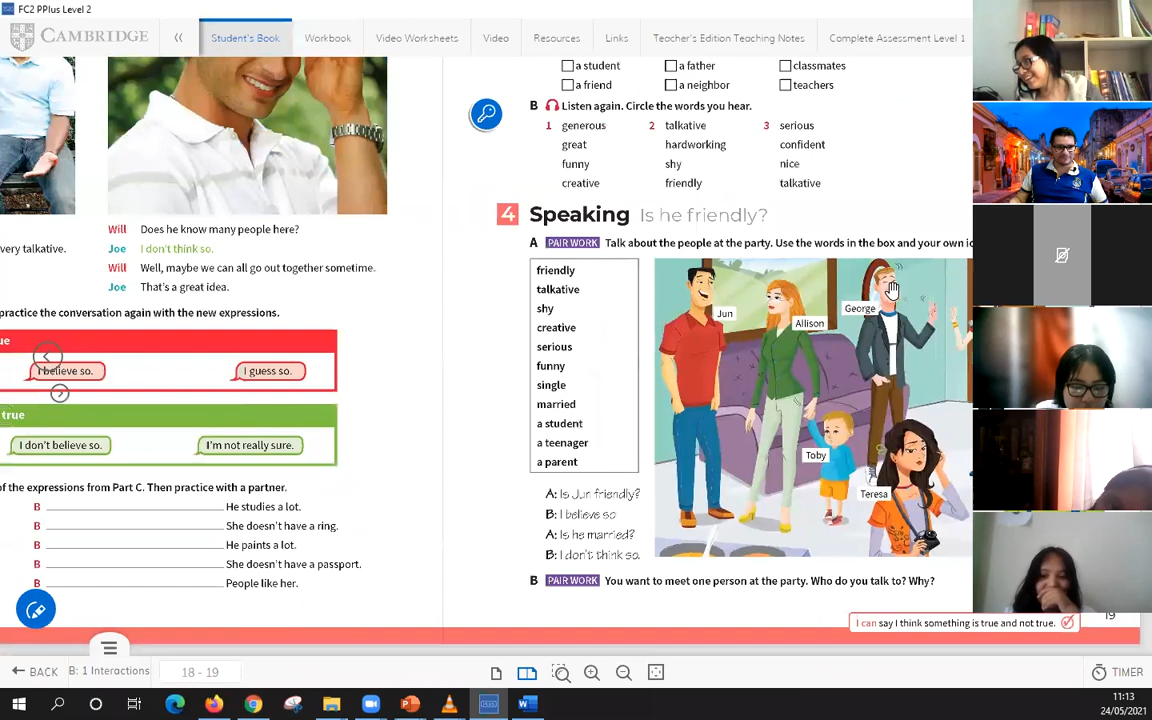 FC2 PPlus Level 2
CAMBRIDGE
Student's Book
Workbook
Video Worksheets
Video
Resources
Links
Teacher's Edition Teaching Notes
Complete Assessment Level 1
very talkative.
Will Does he know many people here?
Joe I don't think so.
Will Well, maybe we can all go out together sometime.
Joe That's a great idea.
practice the conversation again with the new expressions.
ue
I believe so.
I guess so.
true
I don't believe so.
I'm not really sure.
of the expressions from Part C. Then practice with a partner.
B He studies a lot.
B She doesn't have a ring.
B He paints a lot.
B She doesn't have a passport.
B People like her.
a student a father classmates
a friend a neighbor teachers
B Listen again. Circle the words you hear.
1 generous 2 talkative 3 serious
great hardworking confident
funny shy nice
creative friendly talkative
4 Speaking Is he friendly?
A PAIR WORK Talk about the people at the party. Use the words in the box and your own
friendly
talkative
shy
creative
serious
funny
single
married
a student
a teenager
a parent
Jun
Allison
George
Toby
Teresa
A: Is Jun friendly?
B: I believe so
A: Is he married?
B: I don't think so.
B PAIR WORK You want to meet one person at the party. Who do you talk to? Why?
I can say I think something is true and not true.
19
BACK
B: 1 Interactions
18 - 19
TIMER
11:13
24/05/2021